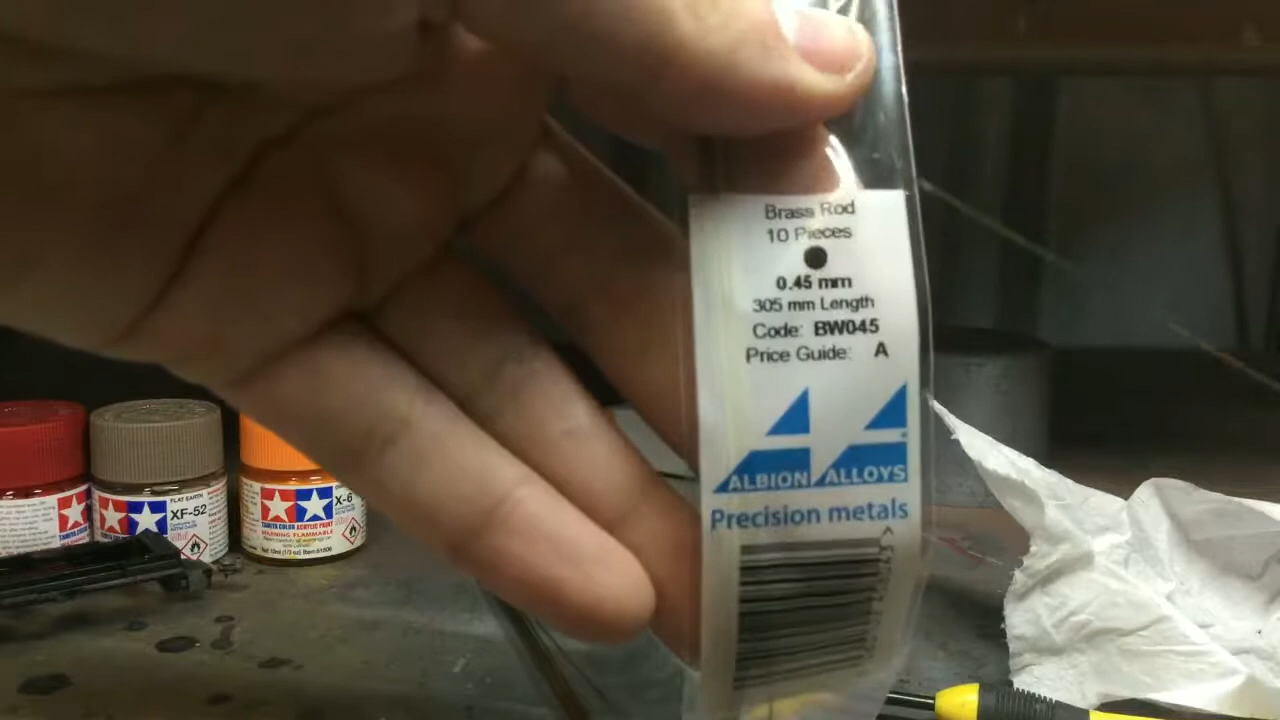 Brass Rod
10 Pieces
0.45 mm
305 mm Length
Code: BW045
Price Guide: A
ALBION ALLOYS
Precision metals
FLAT EARTH
XF-52
X-6
TAMIYA COLOR ACRYLIC PAINT
WARNING FLAMMABLE